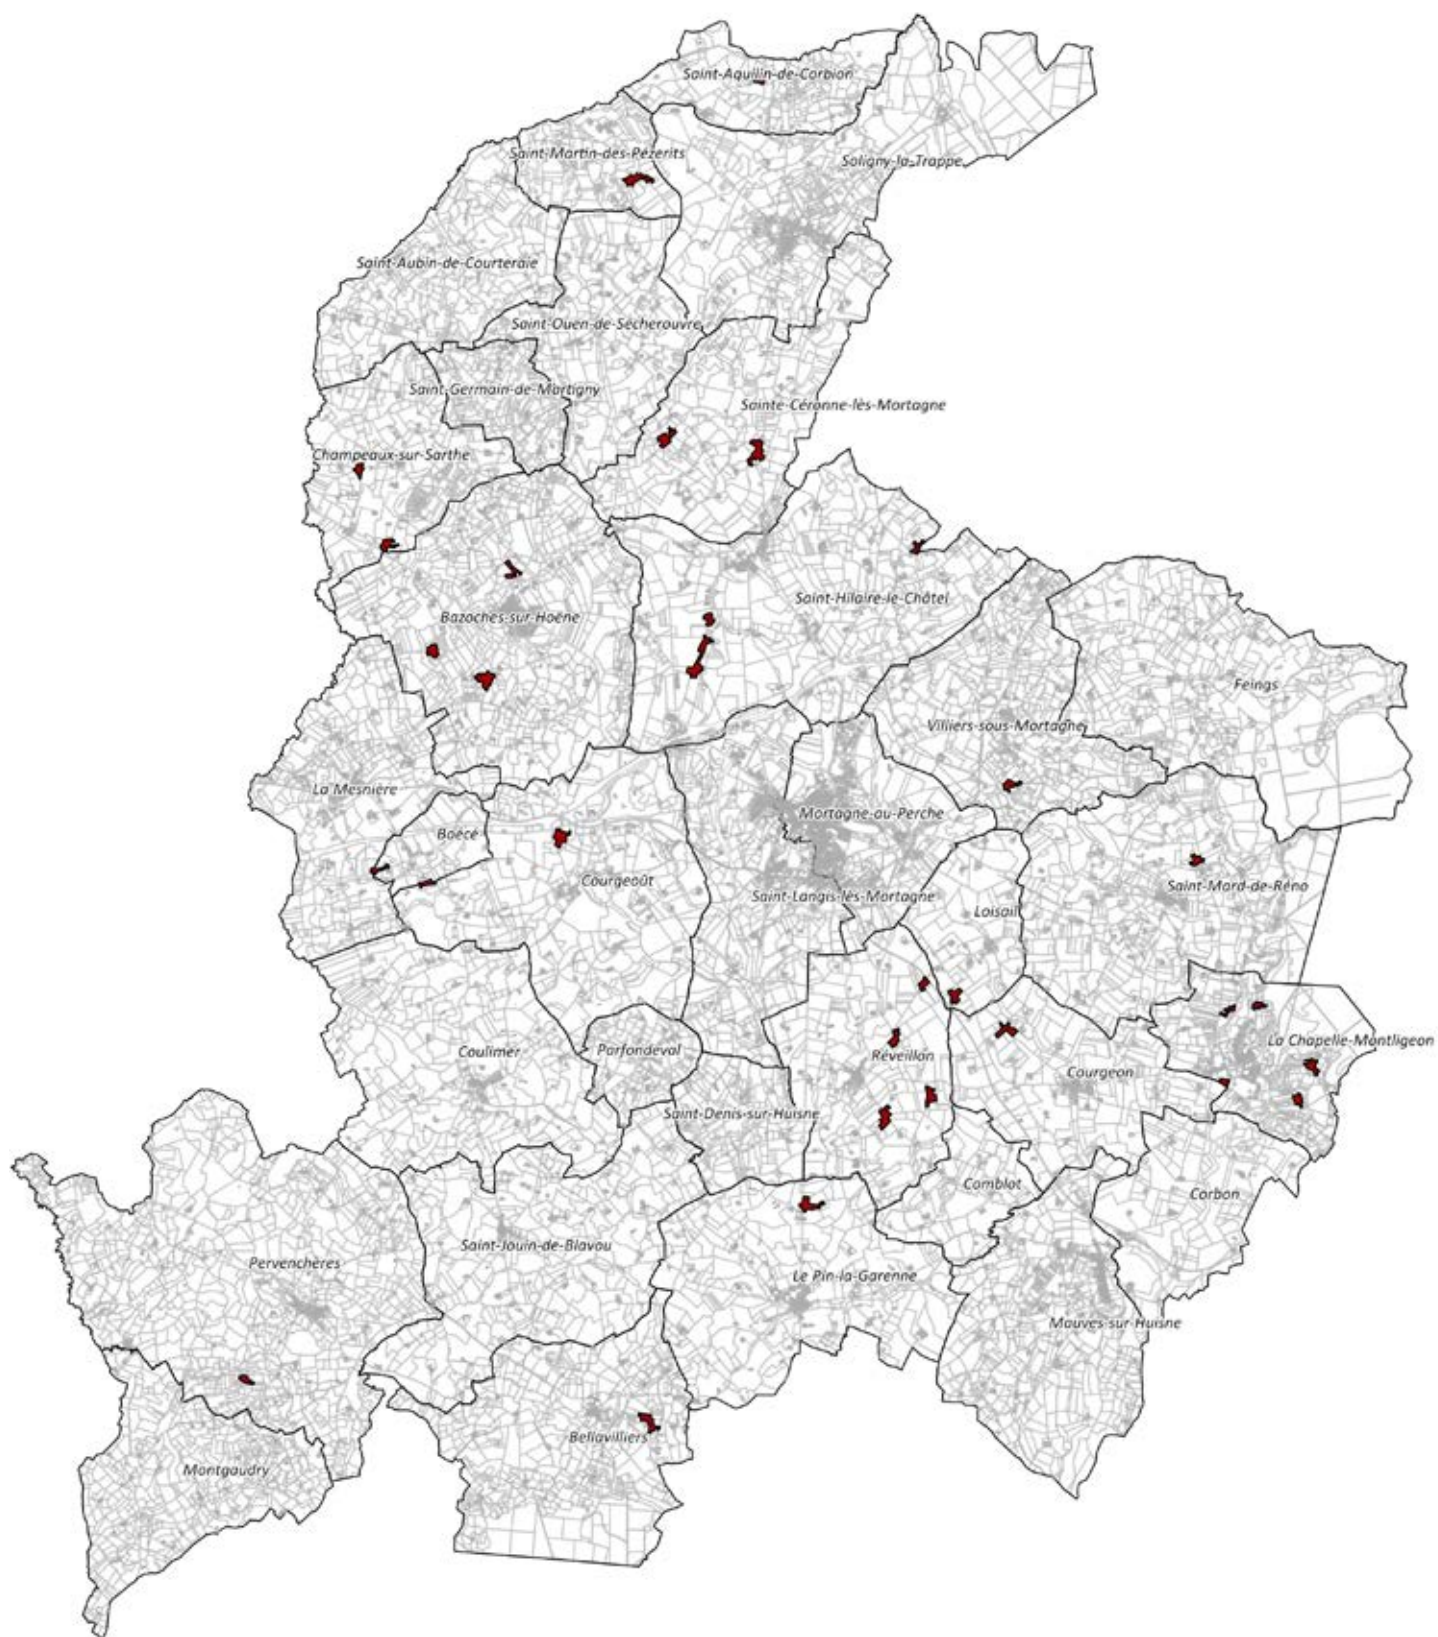 Saint-Aquilin-de-Corbion
Saint-Martin-des-Pézerits
Soligny-la-Trappe
Saint-Aubin-de-Courteraie
Saint-Ouen-de-Sécherouvre
Saint-Germain-de-Martigny
Sainte-Céronne-lès-Mortagne
Champeaux-sur-Sarthe
Saint-Hilaire-le-Châtel
Bazoches-sur-Hoëne
Feings
Villiers-sous-Mortagne
La Mesnière
Mortagne-au-Perche
Boëcé
Courgeoût
Saint-Mard-de-Réno
Saint-Langis-lès-Mortagne
Loisail
La Chapelle-Montligeon
Coulimer
Parfondeval
Réveillon
Courgeon
Saint-Denis-sur-Huisne
Comblot
Corbon
Saint-Jouin-de-Blavou
Pervenchères
Le Pin-la-Garenne
Mauves-sur-Huisne
Bellavilliers
Montgaudry